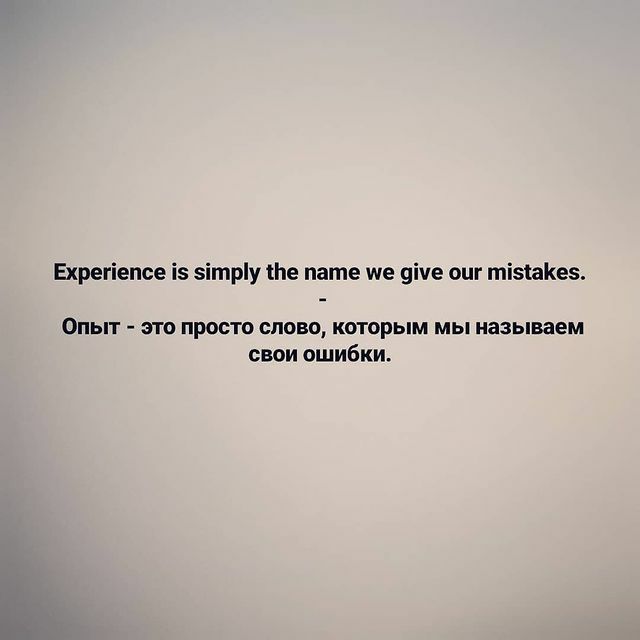 Experience is simply the name we give our mistakes.
-
Опыт - это просто слово, которым мы называем
свои ошибки.